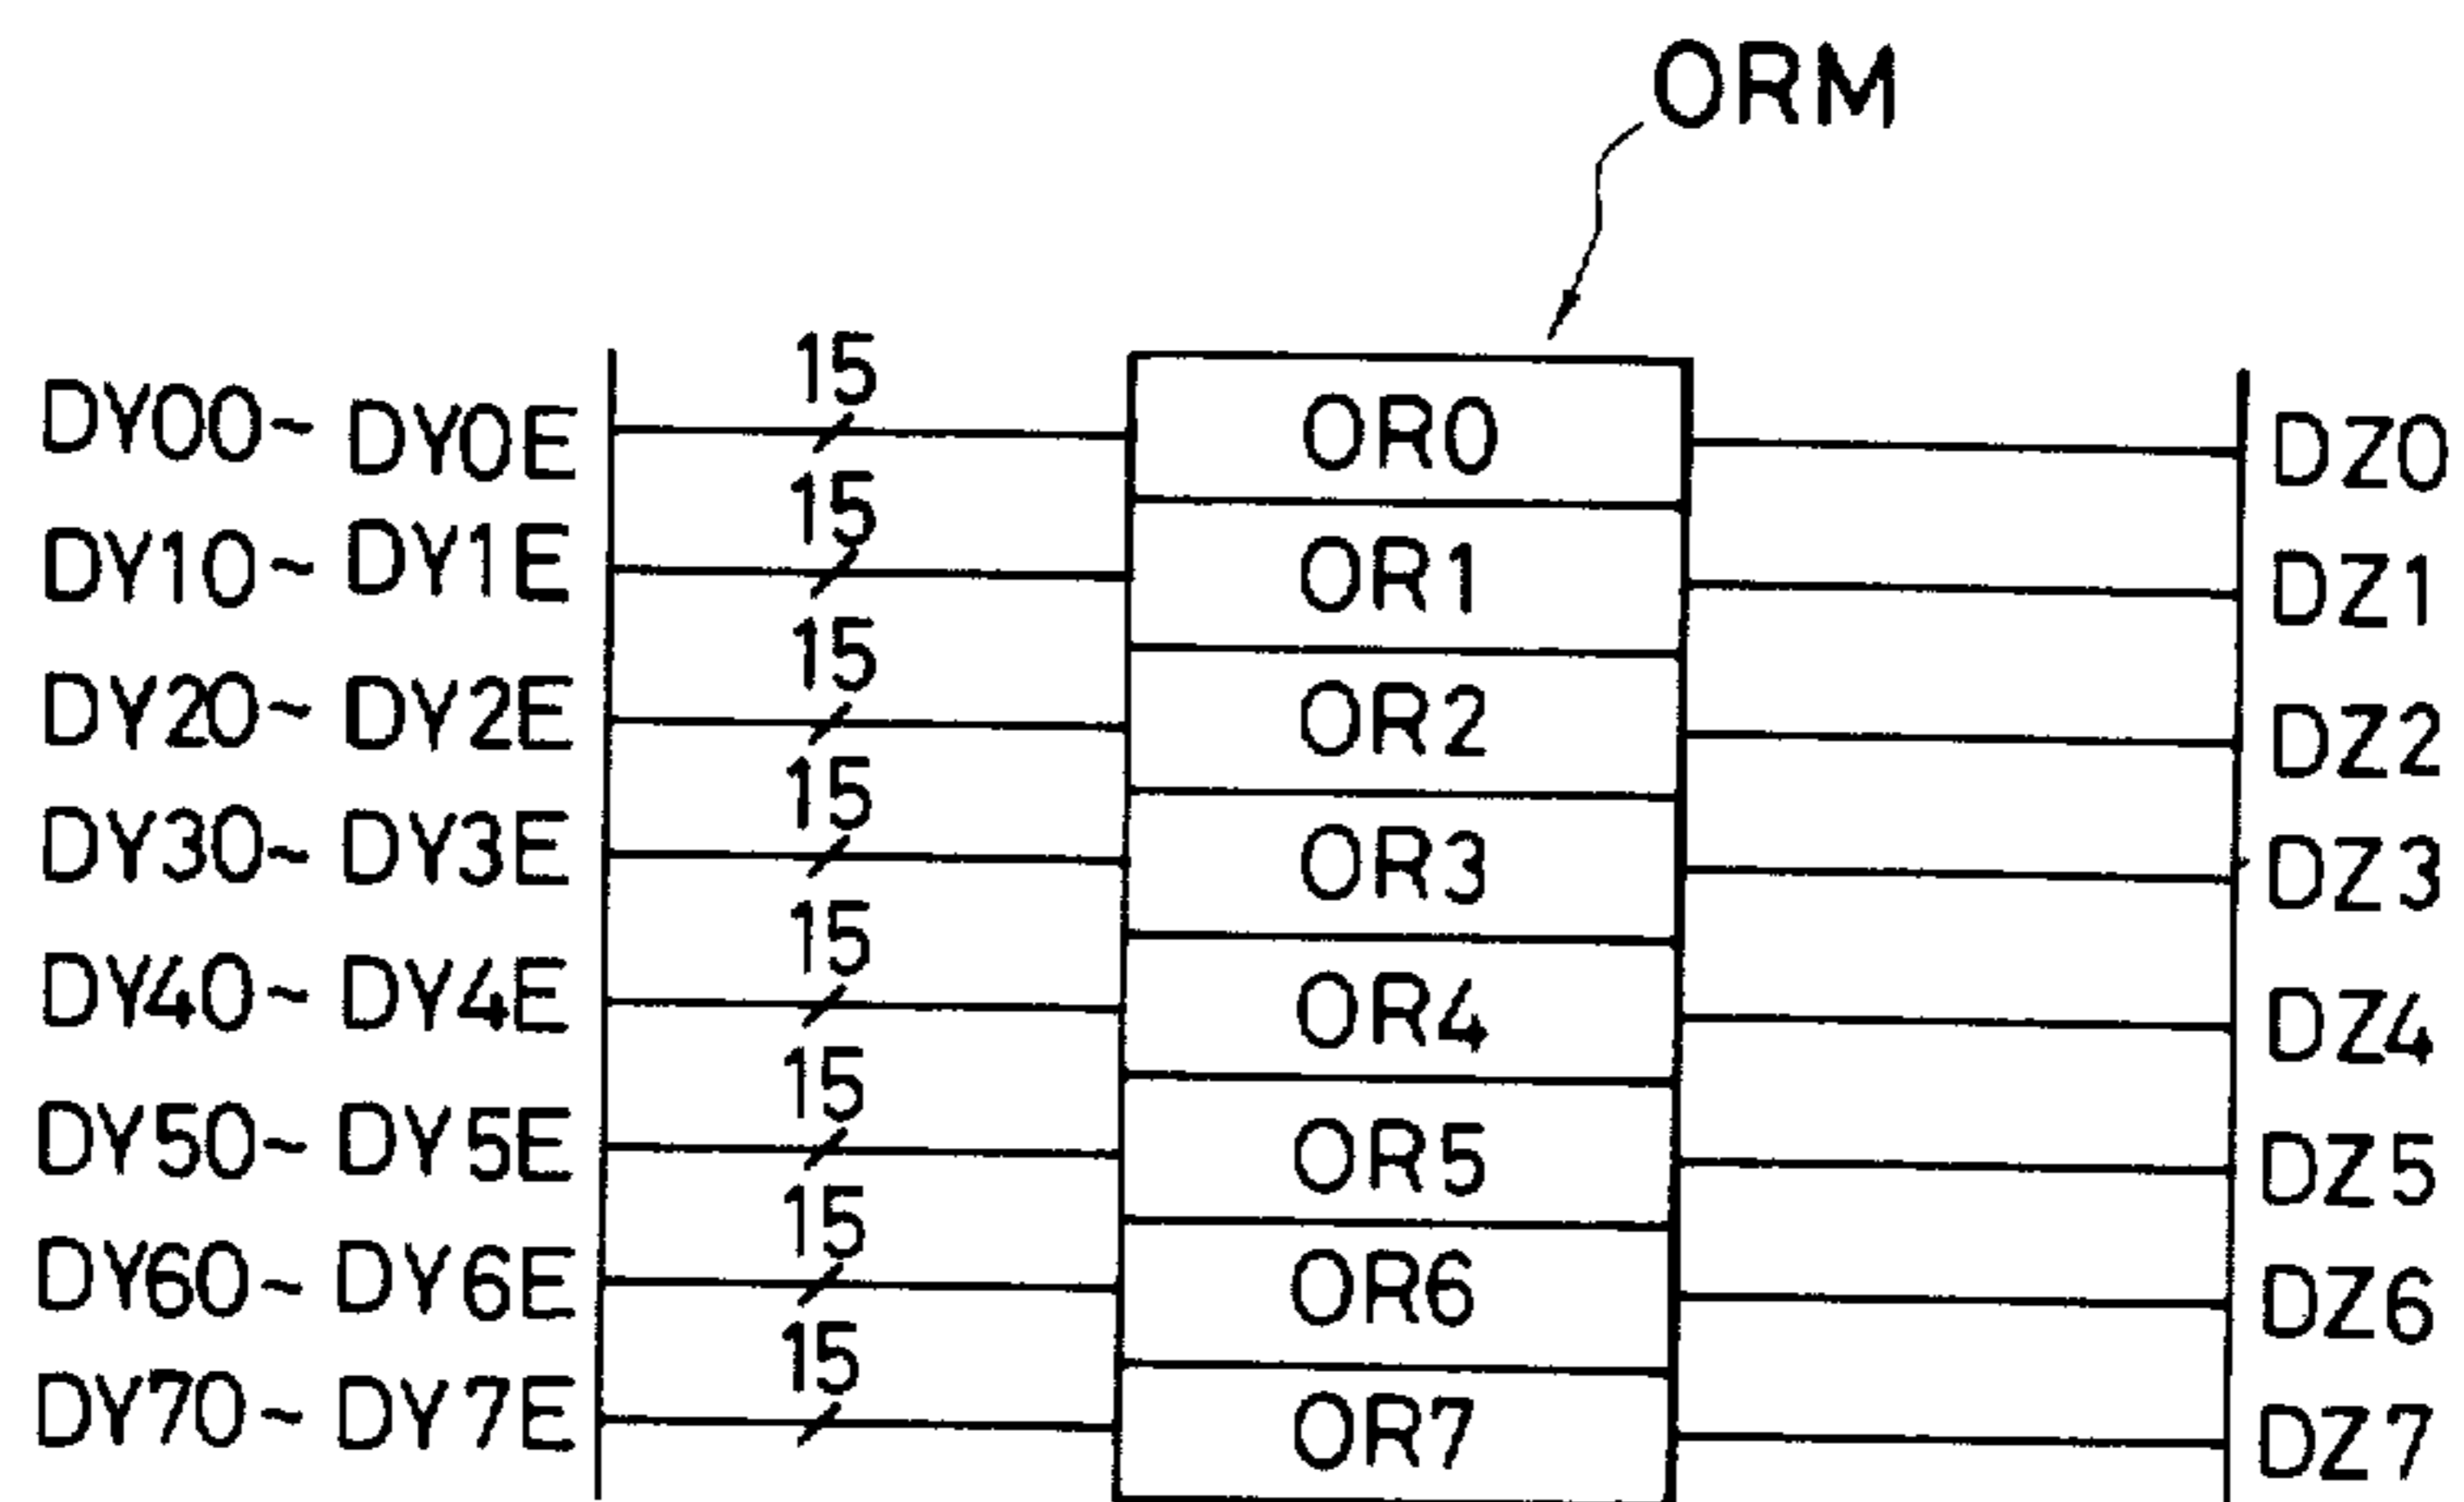 ORM
DY00~ DY0E 15 OR0 DZ0
DY10~ DY1E 15 OR1 DZ1
DY20~ DY2E 15 OR2 DZ2
DY30~ DY3E 15 OR3 DZ3
DY40~ DY4E 15 OR4 DZ4
DY50~ DY5E 15 OR5 DZ5
DY60~ DY6E 15 OR6 DZ6
DY70~ DY7E 15 OR7 DZ7